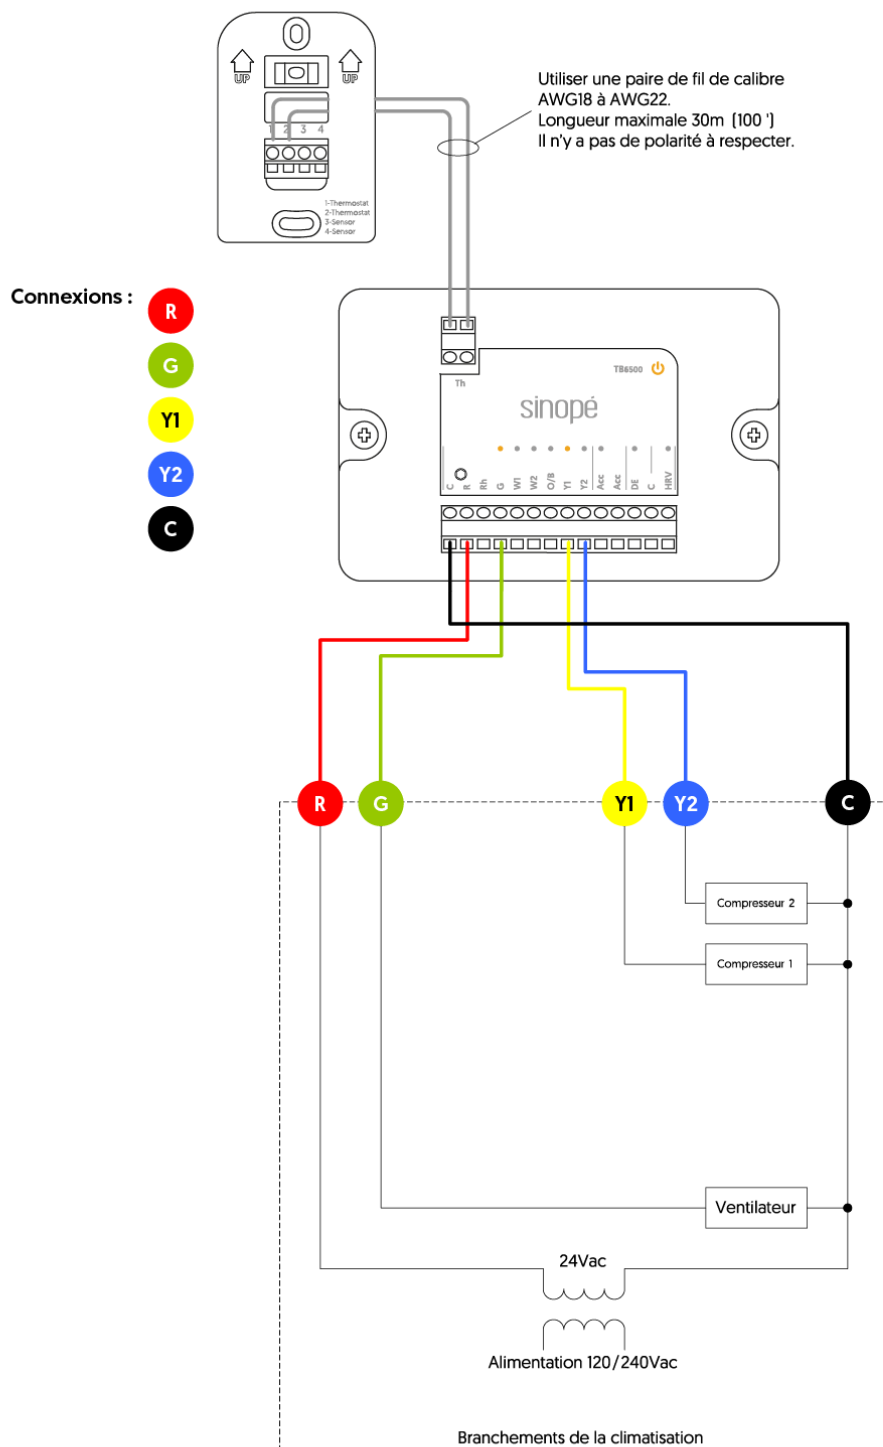 UP
UP
1 2 3 4
1-Thermostat
2-Thermostat
3-Sensor
4-Sensor
Utiliser une paire de fil de calibre
AWG18 à AWG22.
Longueur maximale 30m (100 ')
Il n'y a pas de polarité à respecter.
Connexions :
R
G
Y1
Y2
C
Th
TB6500
sinopé
C R Rh G W1 W2 O/B Y1 Y2 Acc Acc DE C HRV
R G Y1 Y2 C
Compresseur 2
Compresseur 1
Ventilateur
24Vac
Alimentation 120/240Vac
Branchements de la climatisation